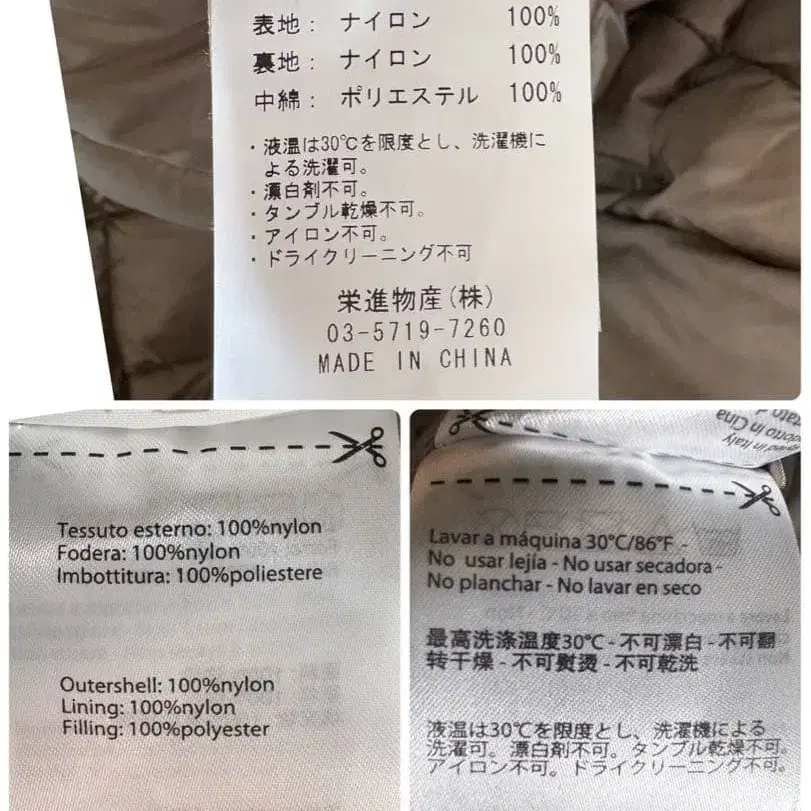 表地： ナイロン 100%
裏地： ナイロン 100%
中綿： ポリエステル 100%
・液温は30℃を限度とし、洗濯機に
よる洗濯可。
・漂白剤不可。
・タンブル乾燥不可。
・アイロン不可。
・ドライクリーニング不可
栄進物産(株)
03-5719-7260
MADE IN CHINA
Tessuto esterno: 100%nylon
Fodera: 100%nylon
Imbottitura: 100%poliestere
Outershell: 100%nylon
Lining: 100%nylon
Filling: 100%polyester
in Italy
in Cina
Lavar a máquina 30°C/86°F -
No usar lejía - No usar secadora -
No planchar - No lavar en seco
最高洗涤温度30℃ - 不可漂白 - 不可翻
转干燥 - 不可熨烫 - 不可乾洗
液温は30℃を限度とし、洗濯機による
洗濯可。漂白剤不可。タンブル乾燥不可。
アイロン不可。ドライクリーニング不可。